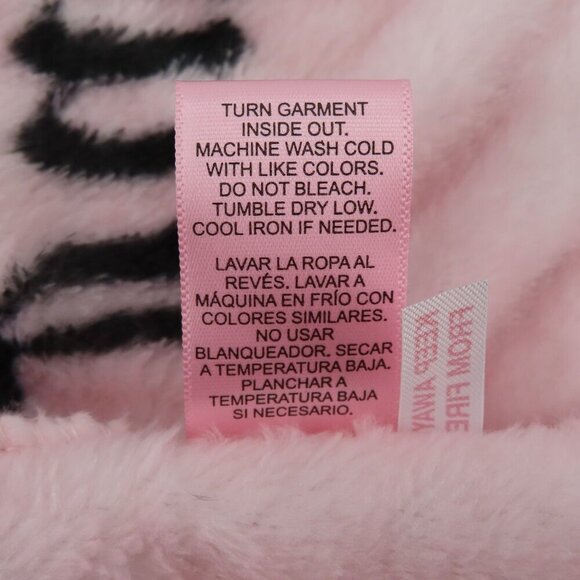 TURN GARMENT
INSIDE OUT.
MACHINE WASH COLD
WITH LIKE COLORS.
DO NOT BLEACH.
TUMBLE DRY LOW.
COOL IRON IF NEEDED.
LAVAR LA ROPA AL
REVÉS. LAVAR A
MÁQUINA EN FRÍO CON
COLORES SIMILARES.
NO USAR
BLANQUEADOR. SECAR
A TEMPERATURA BAJA.
PLANCHAR A
TEMPERATURA BAJA
SI NECESARIO.
KEEP AWAY
FROM FIRE